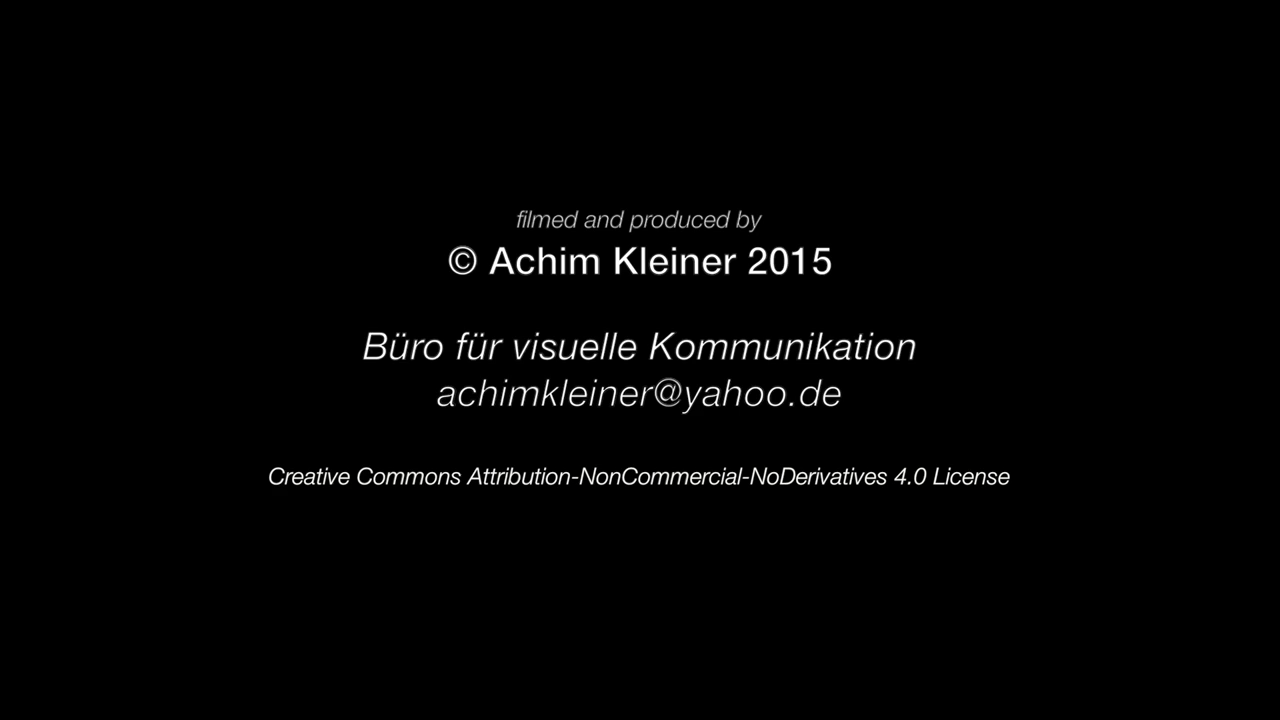 filmed and produced by
© Achim Kleiner 2015
Büro für visuelle Kommunikation
achimkleiner@yahoo.de
Creative Commons Attribution-NonCommercial-NoDerivatives 4.0 License